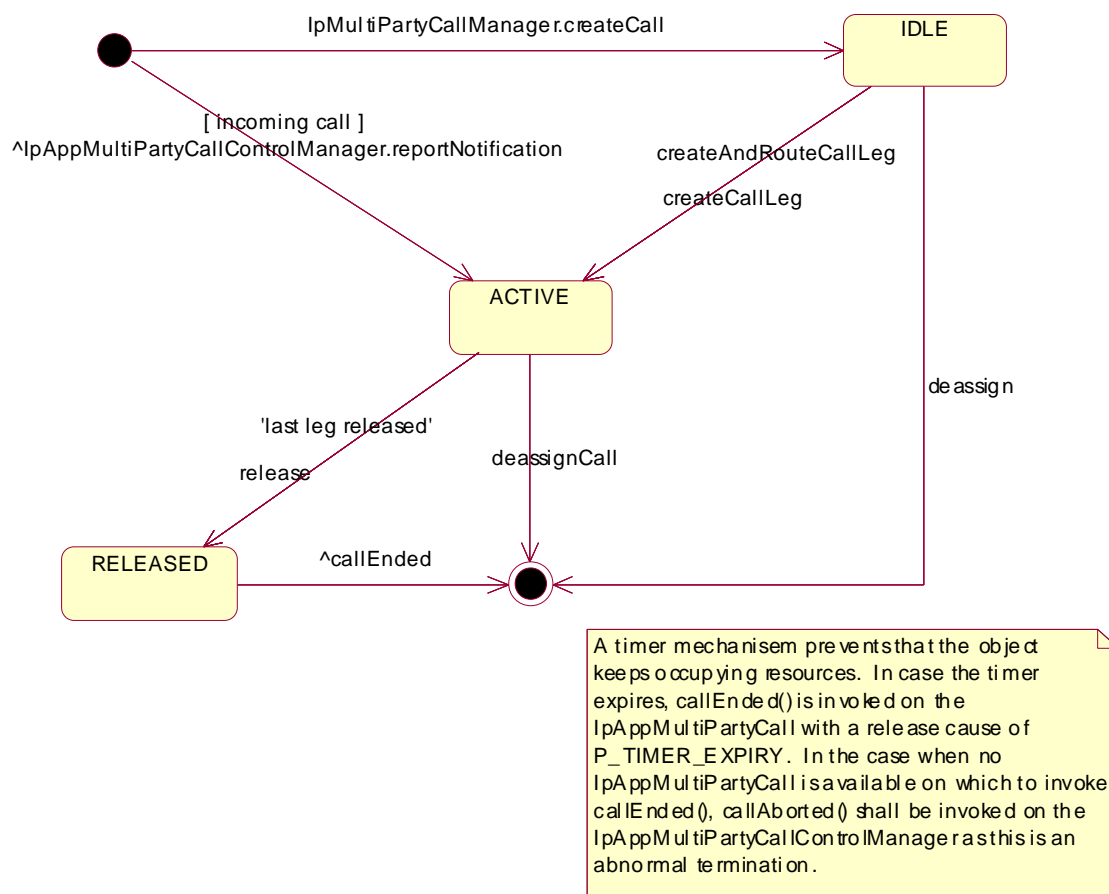 IpMultiPartyCallManager.createCall
IDLE
[ incoming call ]
^IpAppMultiPartyCallControlManager.reportNotification
createAndRouteCallLeg
createCallLeg
ACTIVE
deassign
'last leg released'
deassignCall
release
RELEASED
^callEnded
A timer mechanisem prevents that the object
keeps occupying resources. In case the timer
expires, callEnded() is invoked on the
IpAppMultiPartyCall with a release cause of
P_TIMER_EXPIRY. In the case when no
IpAppMultiPartyCall is available on which to invoke
callEnded(), callAborted() shall be invoked on the
IpAppMultiPartyCallControlManager as this is an
abnormal termination.